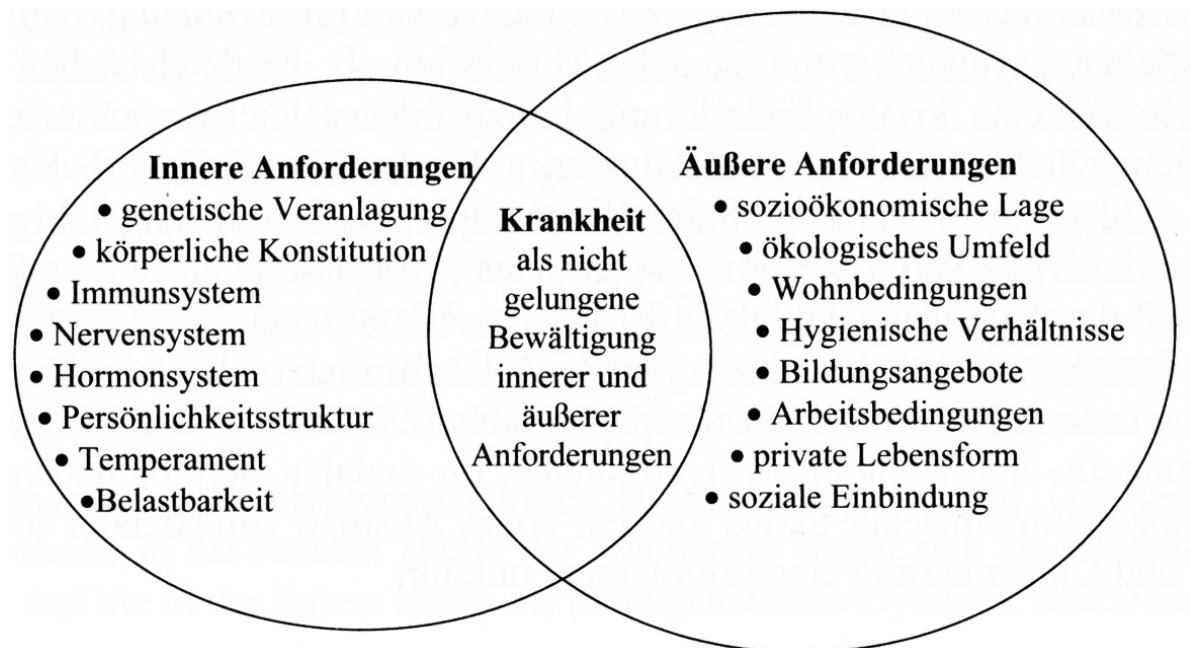 Innere Anforderungen
• genetische Veranlagung
• körperliche Konstitution
• Immunsystem
• Nervensystem
• Hormonsystem
• Persönlichkeitsstruktur
• Temperament
•Belastbarkeit
Krankheit
als nicht
gelungene
Bewältigung
innerer und
äußerer
Anforderungen
Äußere Anforderungen
• sozioökonomische Lage
• ökologisches Umfeld
• Wohnbedingungen
• Hygienische Verhältnisse
• Bildungsangebote
• Arbeitsbedingungen
• private Lebensform
• soziale Einbindung